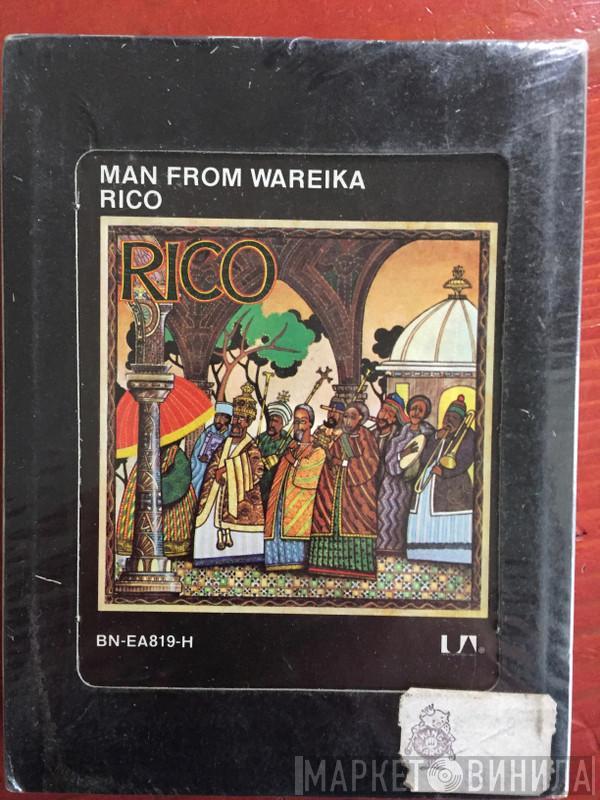 MAN FROM WAREIKA
RICO
RICO
BN-EA819-H
UA®
МАРКЕТ ВИНИЛА